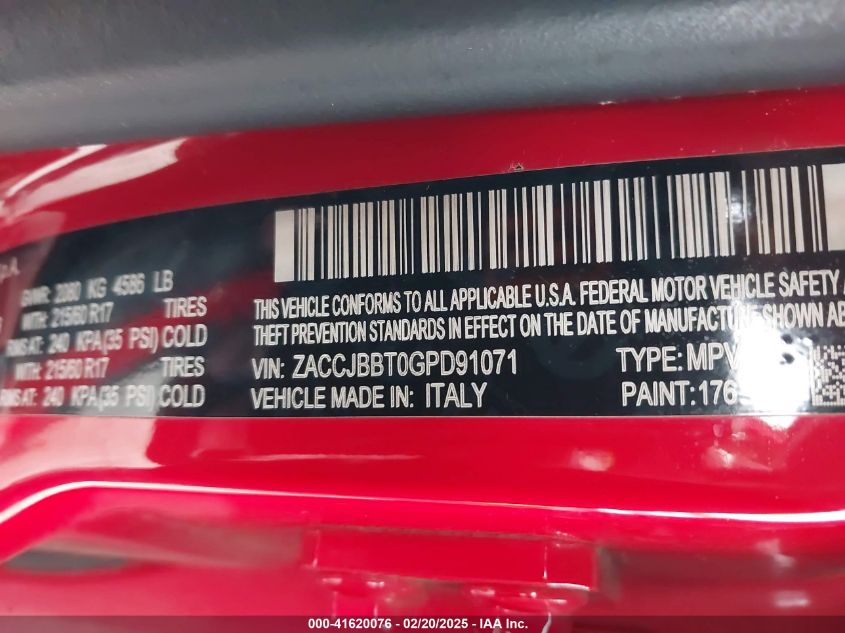 GVWR: 2080 KG 4586 LB
WITH: 215/60 R17 TIRES
RIMS AT: 240 KPA(35 PSI) COLD
WITH: 215/60 R17 TIRES
RIMS AT: 240 KPA(35 PSI) COLD
THIS VEHICLE CONFORMS TO ALL APPLICABLE U.S.A. FEDERAL MOTOR VEHICLE SAFETY
THEFT PREVENTION STANDARDS IN EFFECT ON THE DATE OF MANUFACTURE SHOWN
VIN: ZACCJBBT0GPD91071 TYPE: MPV
VEHICLE MADE IN: ITALY PAINT: 176
000-41620076 - 02/20/2025 - IAA Inc.